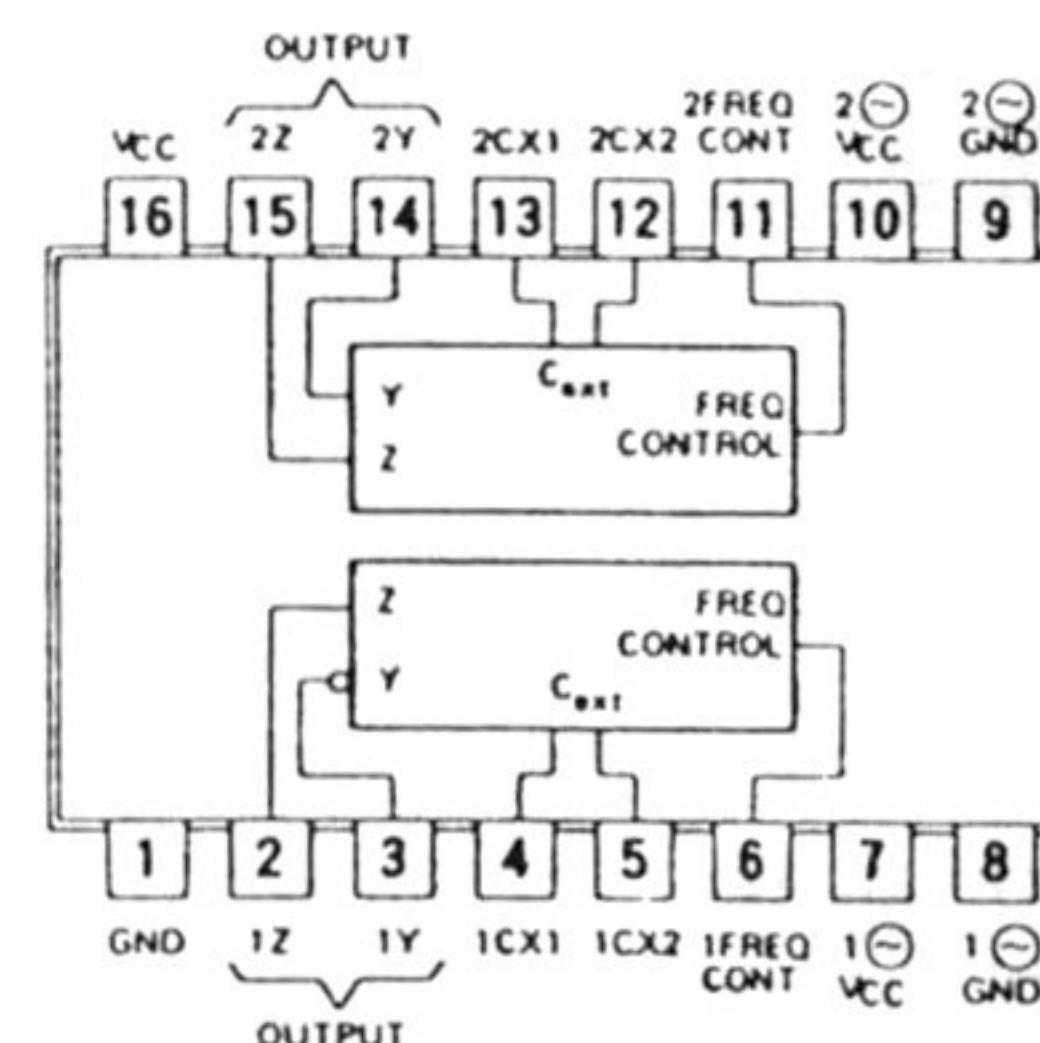 OUTPUT
VCC 2Z 2Y 2CX1 2CX2 2FREQ CONT 2~ VCC 2~ GND
16 15 14 13 12 11 10 9
Cext
Y
FREQ
CONTROL
Z
Z
FREQ
CONTROL
Y
Cext
1 2 3 4 5 6 7 8
GND 1Z 1Y 1CX1 1CX2 1FREQ CONT 1~ VCC 1~ GND
OUTPUT